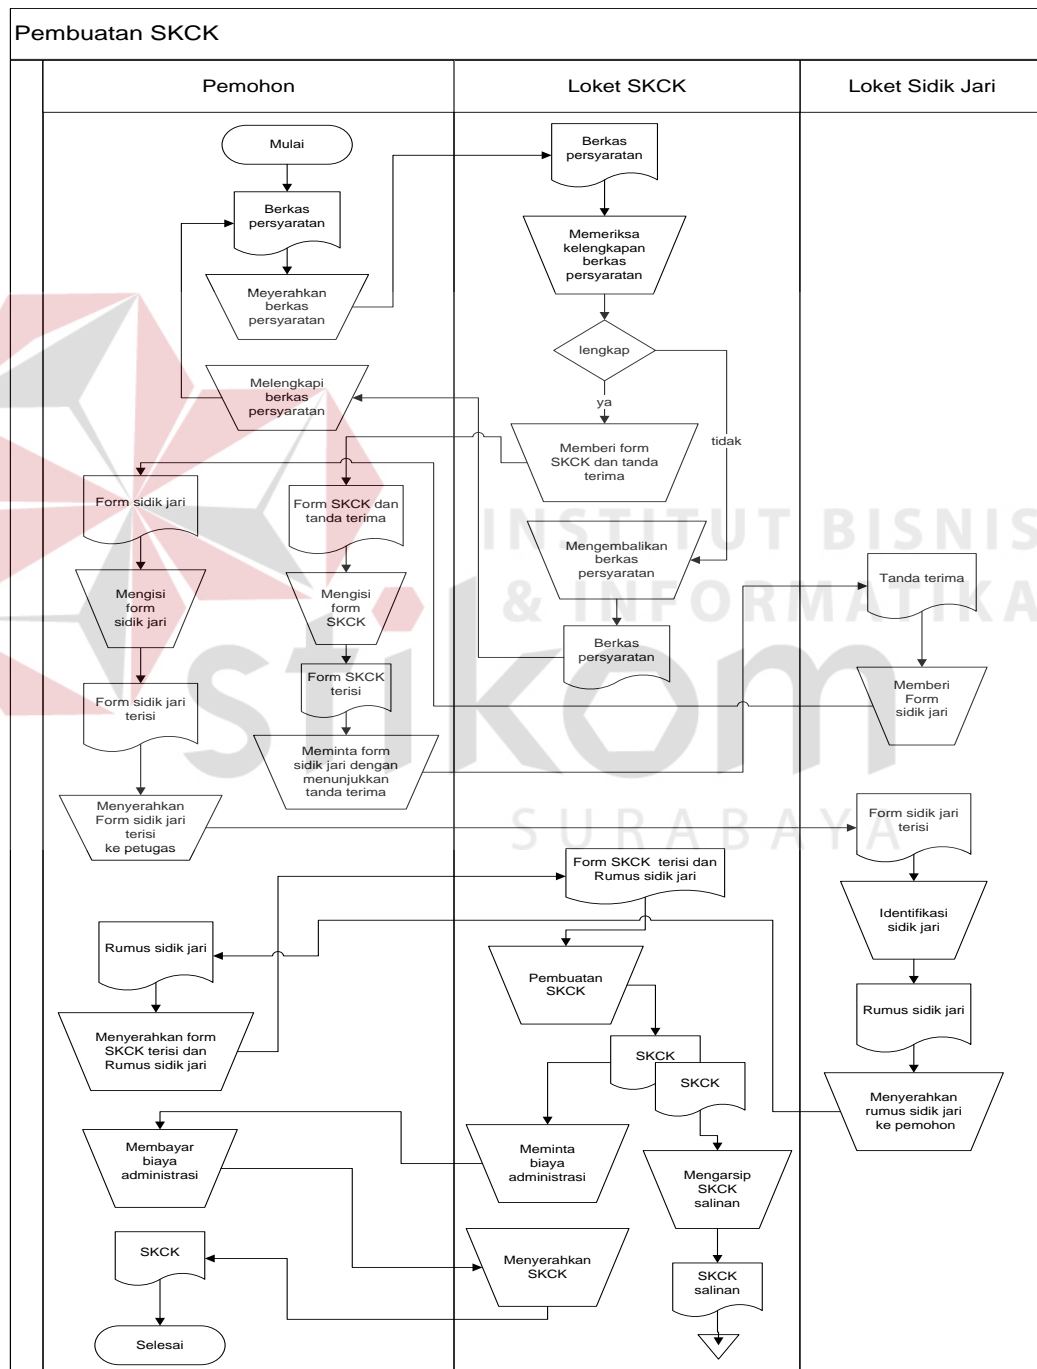 Pembuatan SKCK
Pemohon
Loket SKCK
Loket Sidik Jari
Mulai
Berkas
persyaratan
Meyerahkan
berkas
persyaratan
Melengkapi
berkas
persyaratan
Form sidik jari
Mengisi
form
sidik jari
Form sidik jari
terisi
Menyerahkan
Form sidik jari
terisi
ke petugas
Form SKCK dan
tanda terima
Mengisi
form
SKCK
Form SKCK
terisi
Meminta form
sidik jari dengan
menunjukkan
tanda terima
Rumus sidik jari
Menyerahkan form
SKCK terisi dan
Rumus sidik jari
Membayar
biaya
administrasi
SKCK
Selesai
Berkas
persyaratan
Memeriksa
kelengkapan
berkas
persyaratan
lengkap
ya
tidak
Memberi form
SKCK dan tanda
terima
Mengembalikan
berkas
persyaratan
Berkas
persyaratan
Form SKCK terisi dan
Rumus sidik jari
Pembuatan
SKCK
SKCK
SKCK
Meminta
biaya
administrasi
Mengarsip
SKCK
salinan
Menyerahkan
SKCK
SKCK
salinan
Tanda terima
Memberi
Form
sidik jari
Form sidik jari
terisi
Identifikasi
sidik jari
Rumus sidik jari
Menyerahkan
rumus sidik jari
ke pemohon
INSTITUT BISNIS
& INFORMATIKA
stikom
SURABAYA